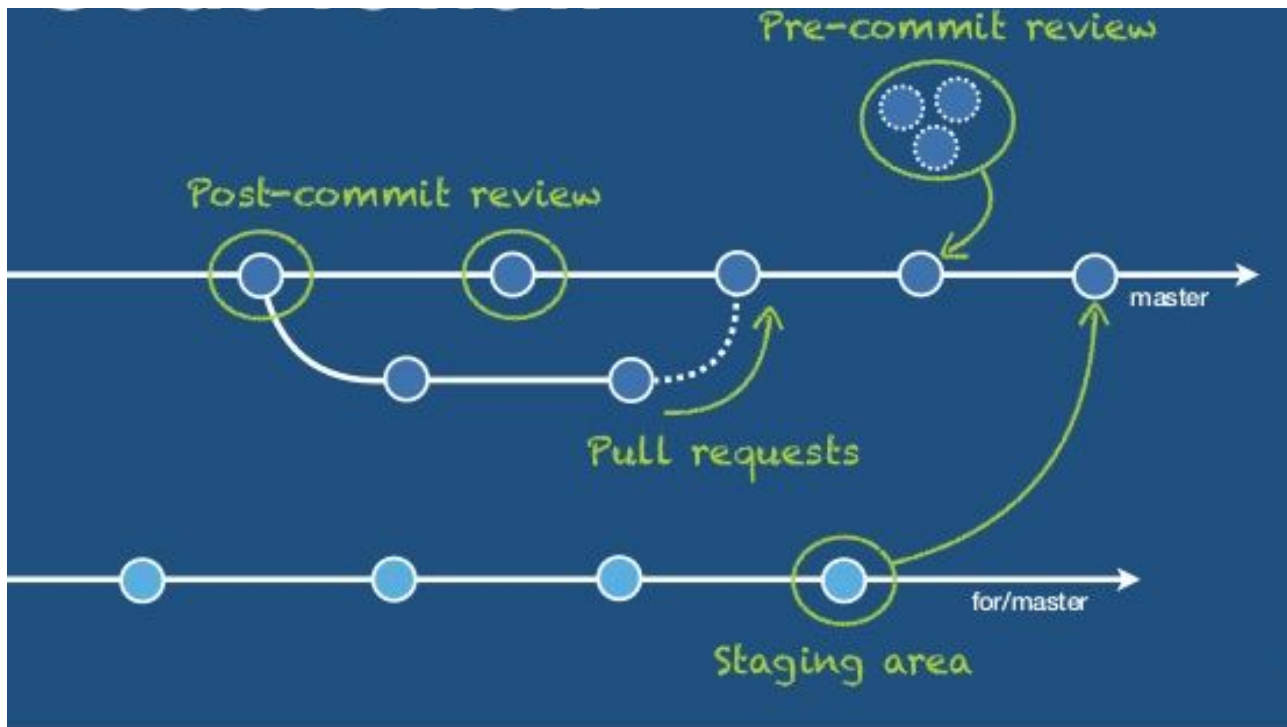 Pre-commit review
Post-commit review
master
Pull requests
for/master
Staging area